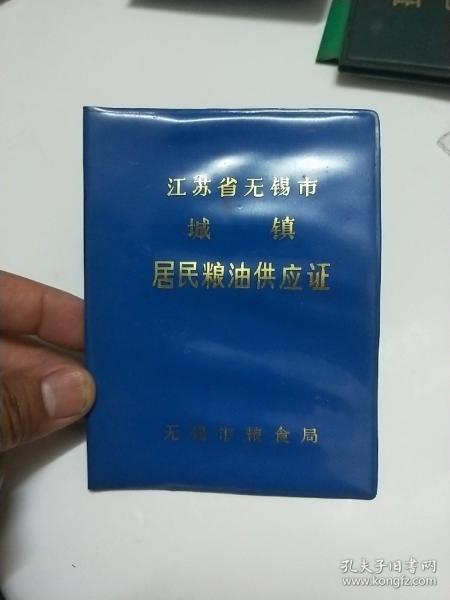 江苏省无锡市
城 镇
居民粮油供应证
无锡市粮食局
孔夫子旧书网
www.kongfz.com